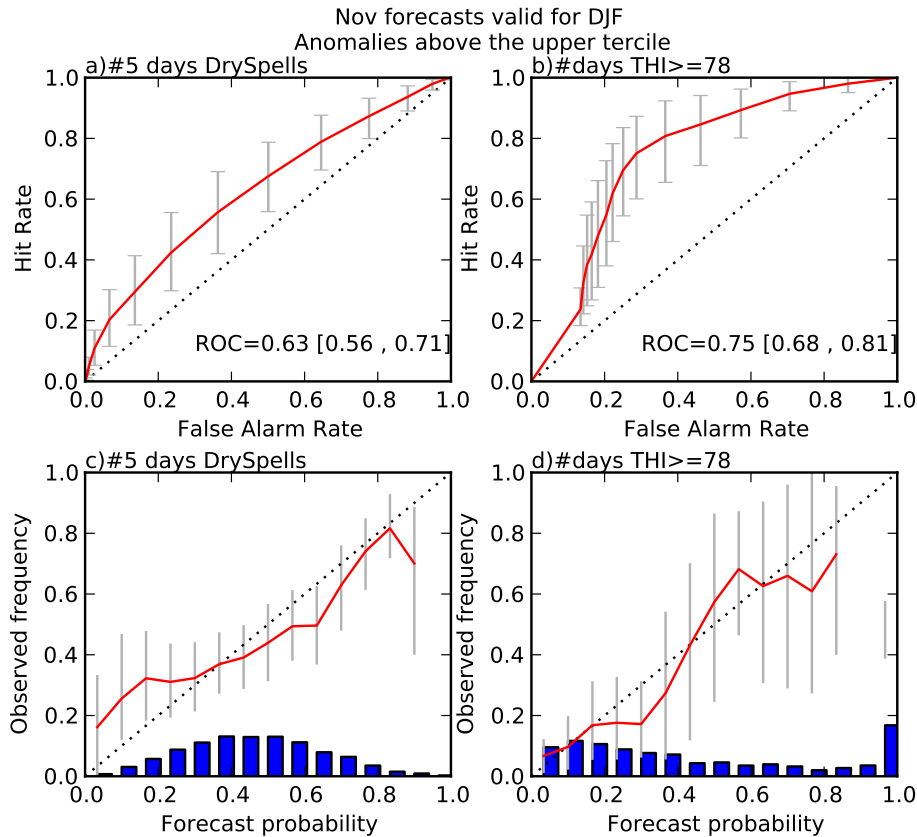 Nov forecasts valid for DJF
Anomalies above the upper tercile
a)#5 days DrySpells
1.0
0.8
0.6
0.4
0.2
0.0
Hit Rate
ROC=0.63 [0.56 , 0.71]
0.0 0.2 0.4 0.6 0.8 1.0
False Alarm Rate
b)#days THI>=78
1.0
0.8
0.6
0.4
0.2
0.0
Hit Rate
ROC=0.75 [0.68 , 0.81]
0.0 0.2 0.4 0.6 0.8 1.0
False Alarm Rate
c)#5 days DrySpells
1.0
0.8
0.6
0.4
0.2
0.0
Observed frequency
0.0 0.2 0.4 0.6 0.8 1.0
Forecast probability
d)#days THI>=78
1.0
0.8
0.6
0.4
0.2
0.0
Observed frequency
0.0 0.2 0.4 0.6 0.8 1.0
Forecast probability